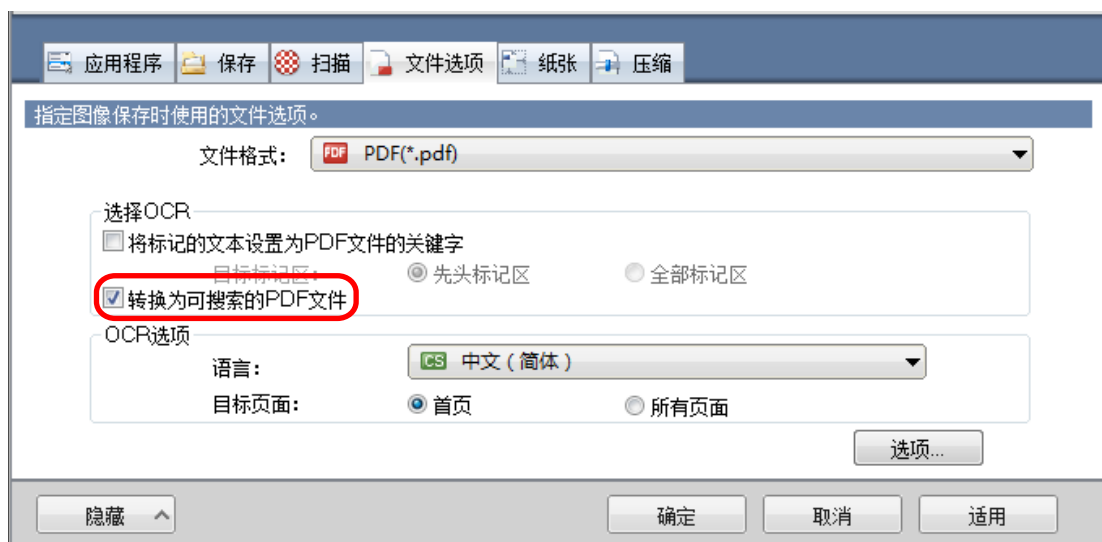 应用程序 保存 扫描 文件选项 纸张 压缩
指定图像保存时使用的文件选项。
文件格式： PDF PDF(*.pdf)
选择OCR
将标记的文本设置为PDF文件的关键字
目标标记区： 先头标记区 全部标记区
转换为可搜索的PDF文件
OCR选项
语言： CS 中文（简体）
目标页面： 首页 所有页面
选项...
隐藏 确定 取消 适用